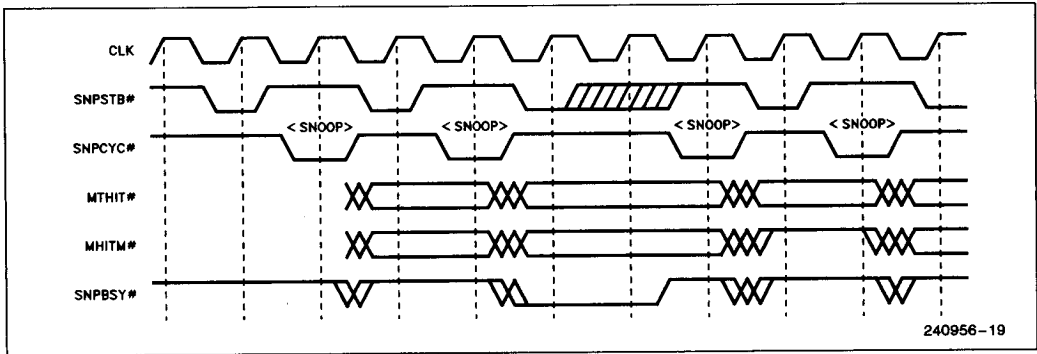 CLK
SNPSTB#
< SNOOP> < SNOOP> < SNOOP> < SNOOP>
SNPCYC#
MTHIT#
MHITM#
SNPBSY#
240956-19